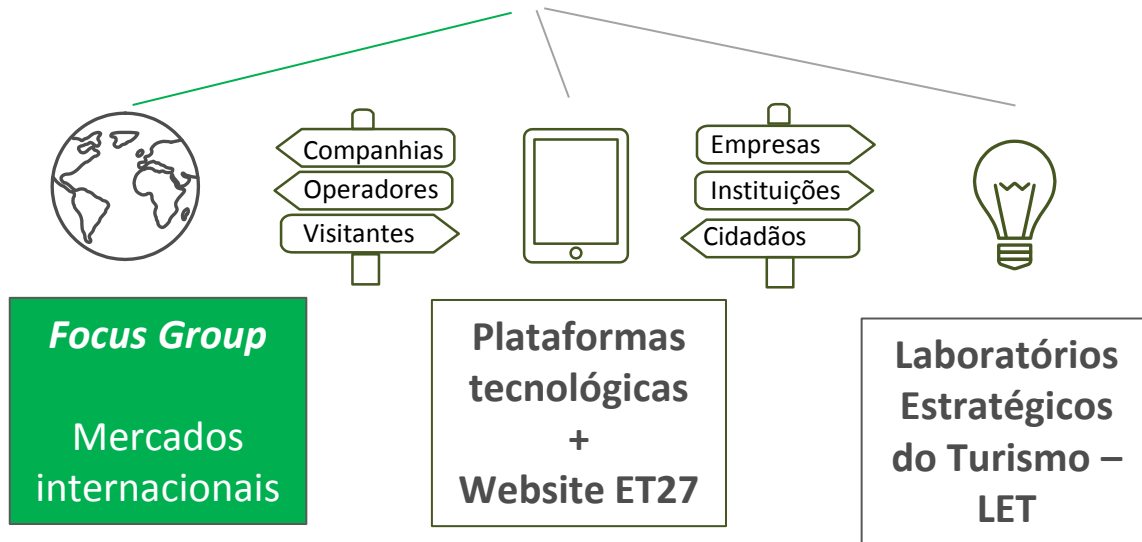 Companhias
Operadores
Visitantes
Empresas
Instituições
Cidadãos
Focus Group
Mercados
internacionais
Plataformas
tecnológicas
+
Website ET27
Laboratórios
Estratégicos
do Turismo –
LET